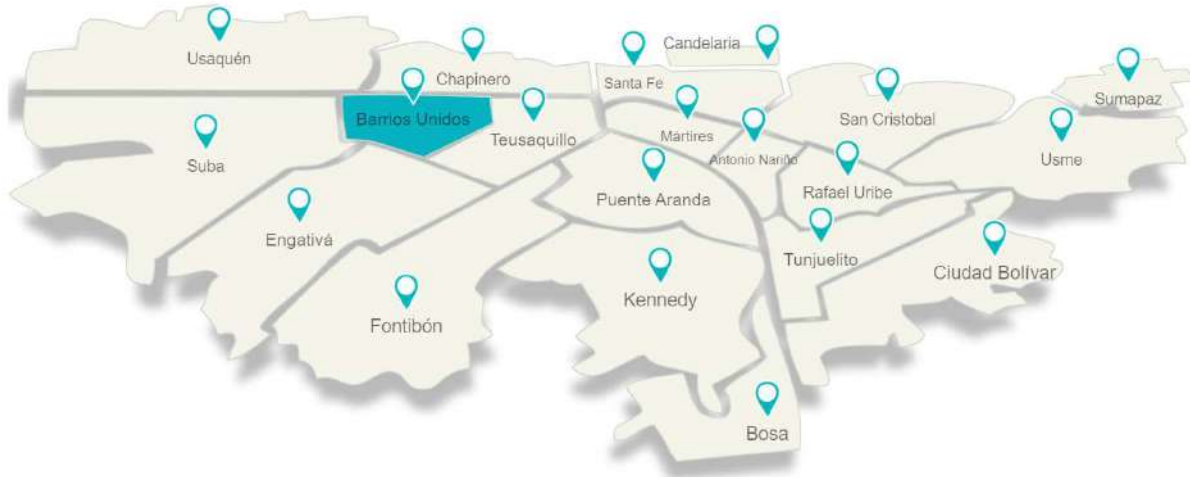 Usaquén
Chapinero
Candelaria
Santa Fe
Sumapaz
Barrios Unidos
Teusaquillo
Mártires
San Cristobal
Suba
Antonio Nariño
Usme
Puente Aranda
Rafael Uribe
Engativá
Tunjuelito
Ciudad Bolívar
Fontibón
Kennedy
Bosa